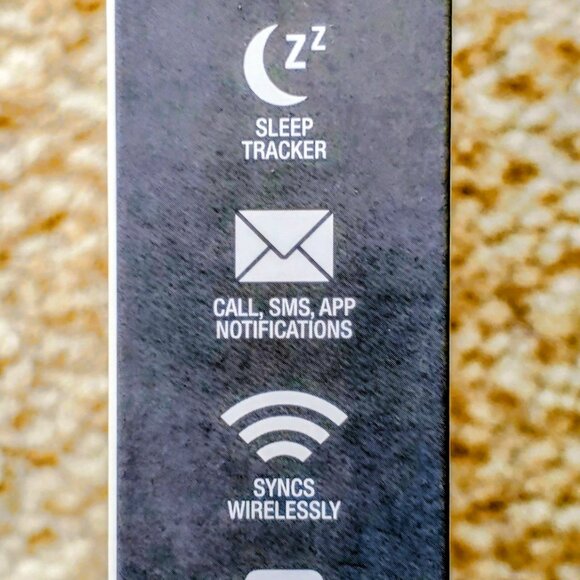 Z Z
SLEEP
TRACKER
CALL, SMS, APP
NOTIFICATIONS
SYNCS
WIRELESSLY